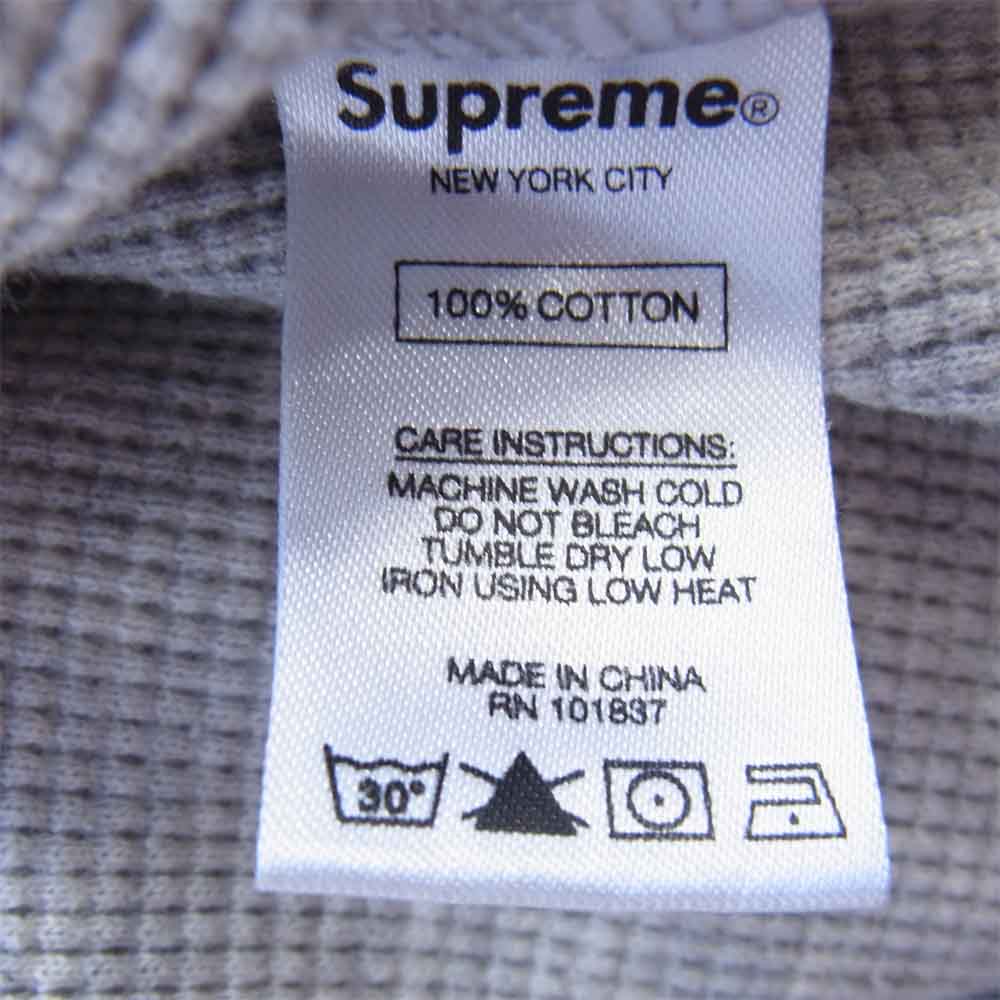 Supreme®
NEW YORK CITY
100% COTTON
CARE INSTRUCTIONS:
MACHINE WASH COLD
DO NOT BLEACH
TUMBLE DRY LOW
IRON USING LOW HEAT
MADE IN CHINA
RN 101837
30°